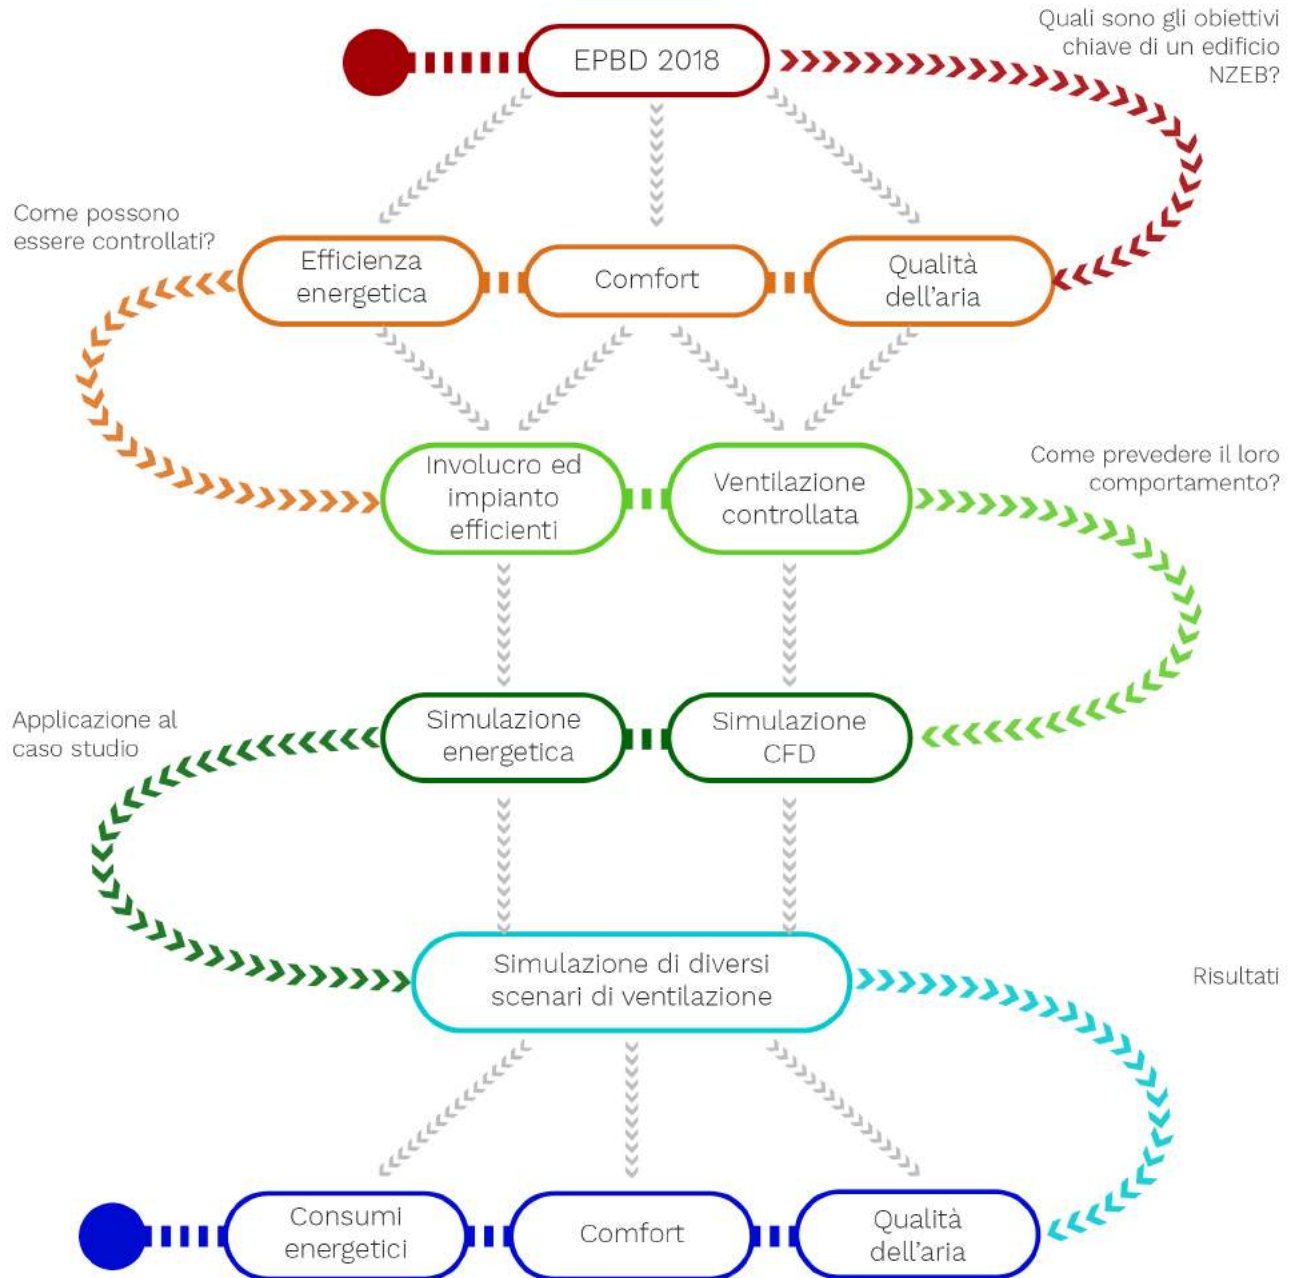 Quali sono gli obiettivi
chiave di un edificio
NZEB?
EPBD 2018
Come possono
essere controllati?
Efficienza
energetica
Comfort
Qualità
dell'aria
Involucro ed
impianto
efficienti
Ventilazione
controllata
Come prevedere il loro
comportamento?
Applicazione al
caso studio
Simulazione
energetica
Simulazione
CFD
Simulazione di diversi
scenari di ventilazione
Risultati
Consumi
energetici
Comfort
Qualità
dell'aria